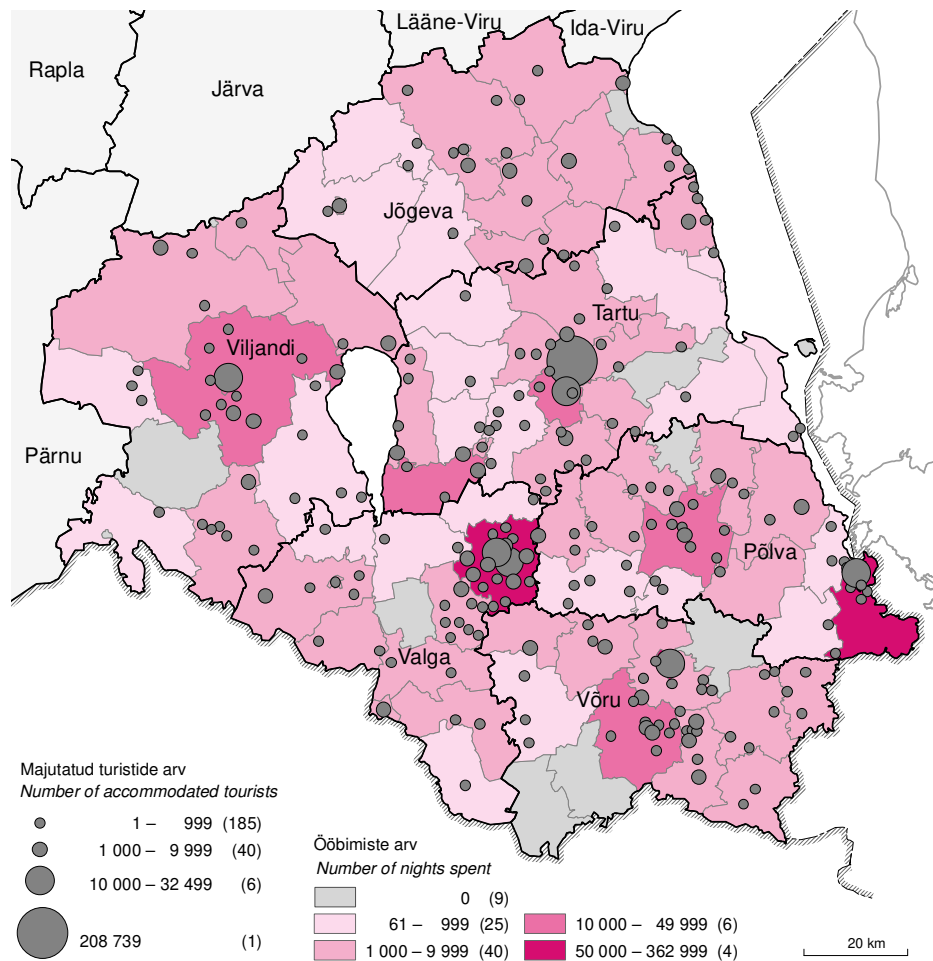 Lääne-Viru
Ida-Viru
Rapla
Järva
Jõgeva
Tartu
Viljandi
Pärnu
Põlva
Valga
Võru
Majutatud turistide arv
Number of accommodated tourists
1 – 999 (185)
1 000 – 9 999 (40)
10 000 – 32 499 (6)
208 739 (1)
Ööbimiste arv
Number of nights spent
0 (9)
61 – 999 (25)
1 000 – 9 999 (40)
10 000 – 49 999 (6)
50 000 – 362 999 (4)
20 km